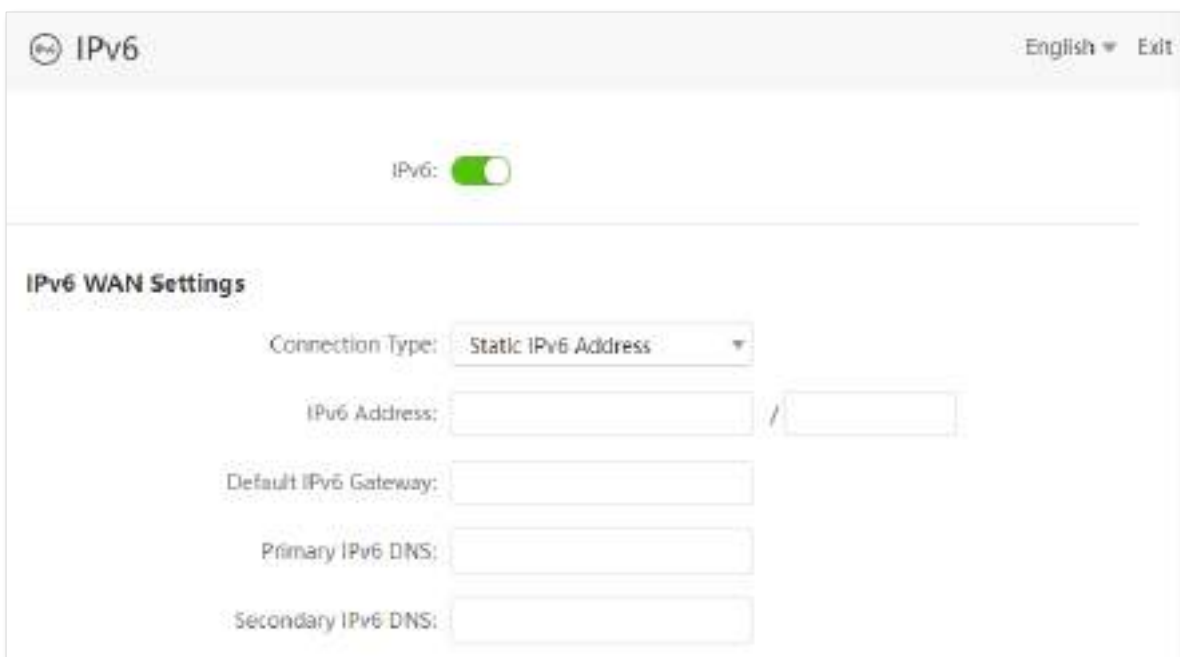 IPv6
English Exit
IPv6:
IPv6 WAN Settings
Connection Type: Static IPv6 Address
IPv6 Address: /
Default IPv6 Gateway:
Primary IPv6 DNS:
Secondary IPv6 DNS: